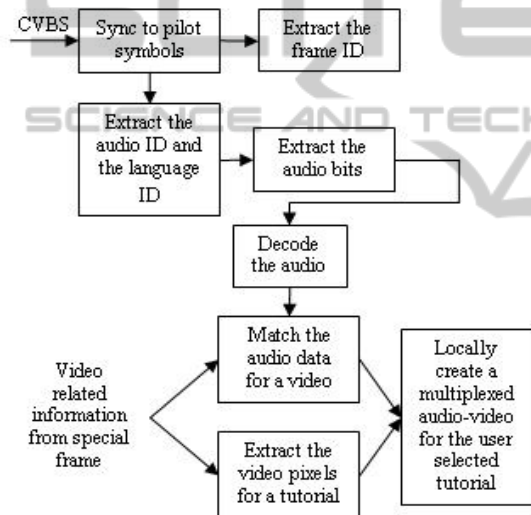 CVBS
Sync to pilot
symbols
Extract the
frame ID
SCIENCE AND TECH
Extract the
audio ID and
the language
ID
Extract the
audio bits
Decode
the audio
Match the
audio data
for a video
Video
related
information
from special
frame
Extract the
video pixels
for a tutorial
Locally
create a
multiplexed
audio-video
for the user
selected
tutorial